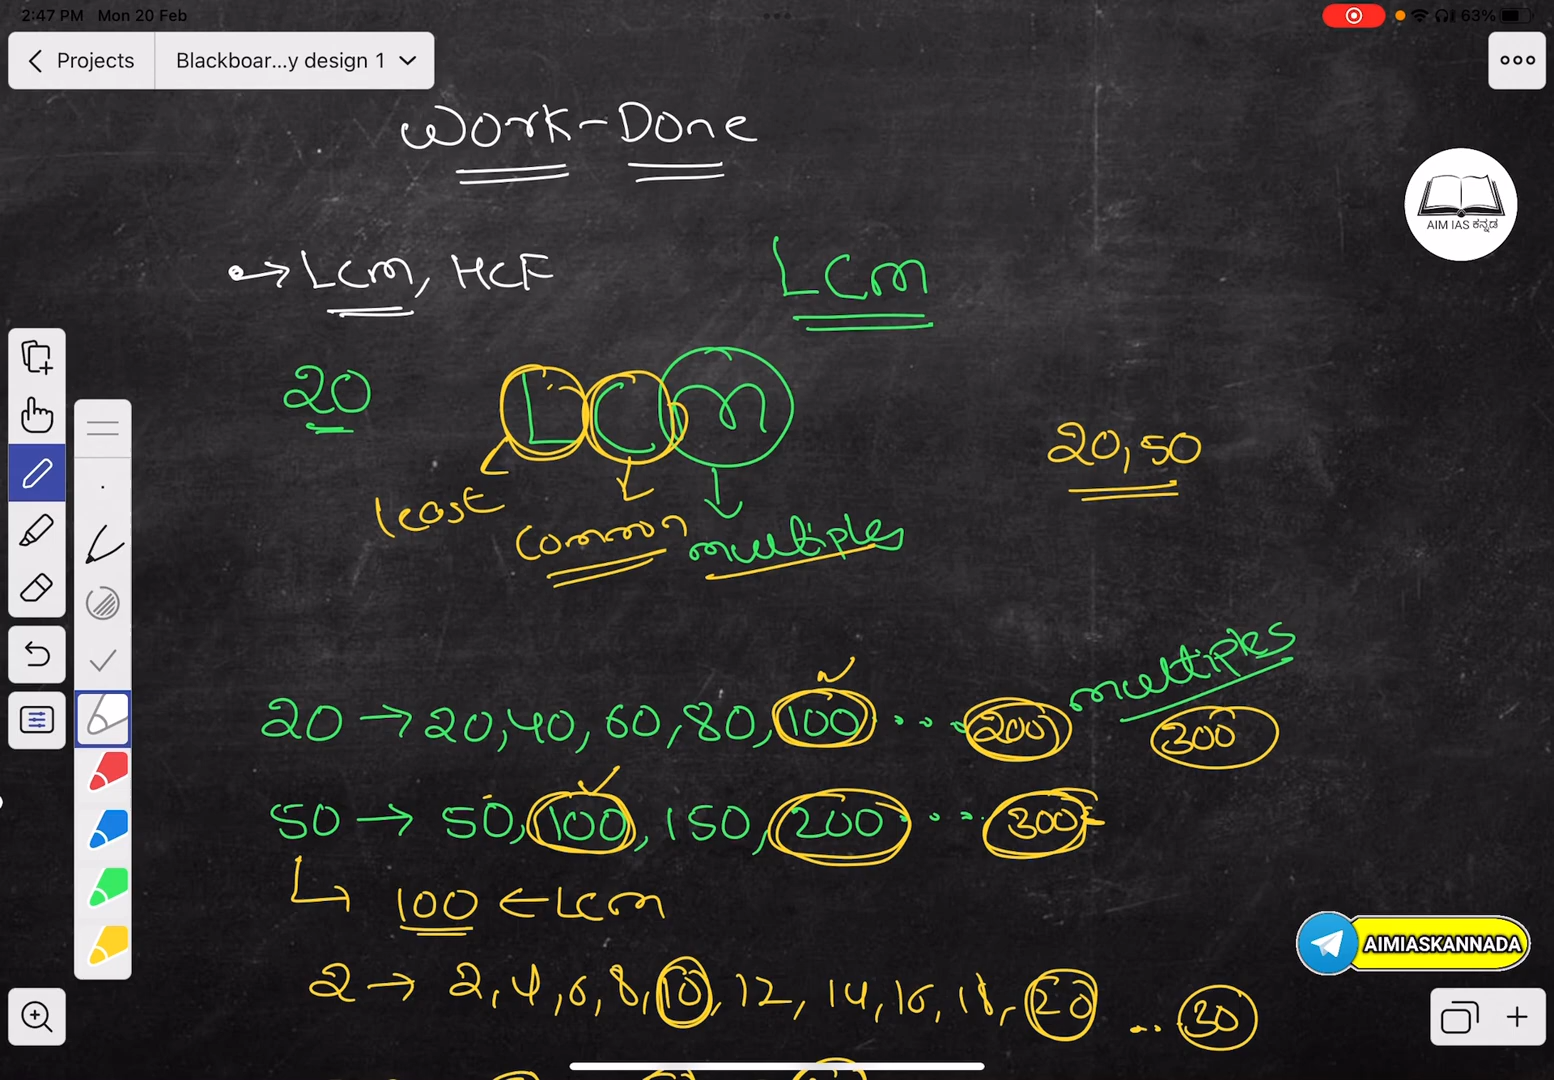 2:47 PM Mon 20 Feb
63%
Projects
Blackboar...y design 1
Work-Done
AIM IAS ಕನ್ನಡ
→ LCM, HCF
LCM
20
LCM
20,50
least
common
multiples
multiples
20 → 20,40,60,80,100 ... 200
300
50 → 50,100,150,200 ... 300
↳ 100 ← LCM
AIMIASKANNADA
2 → 2,4,6,8,10,12,14,16,18,20 ... 30